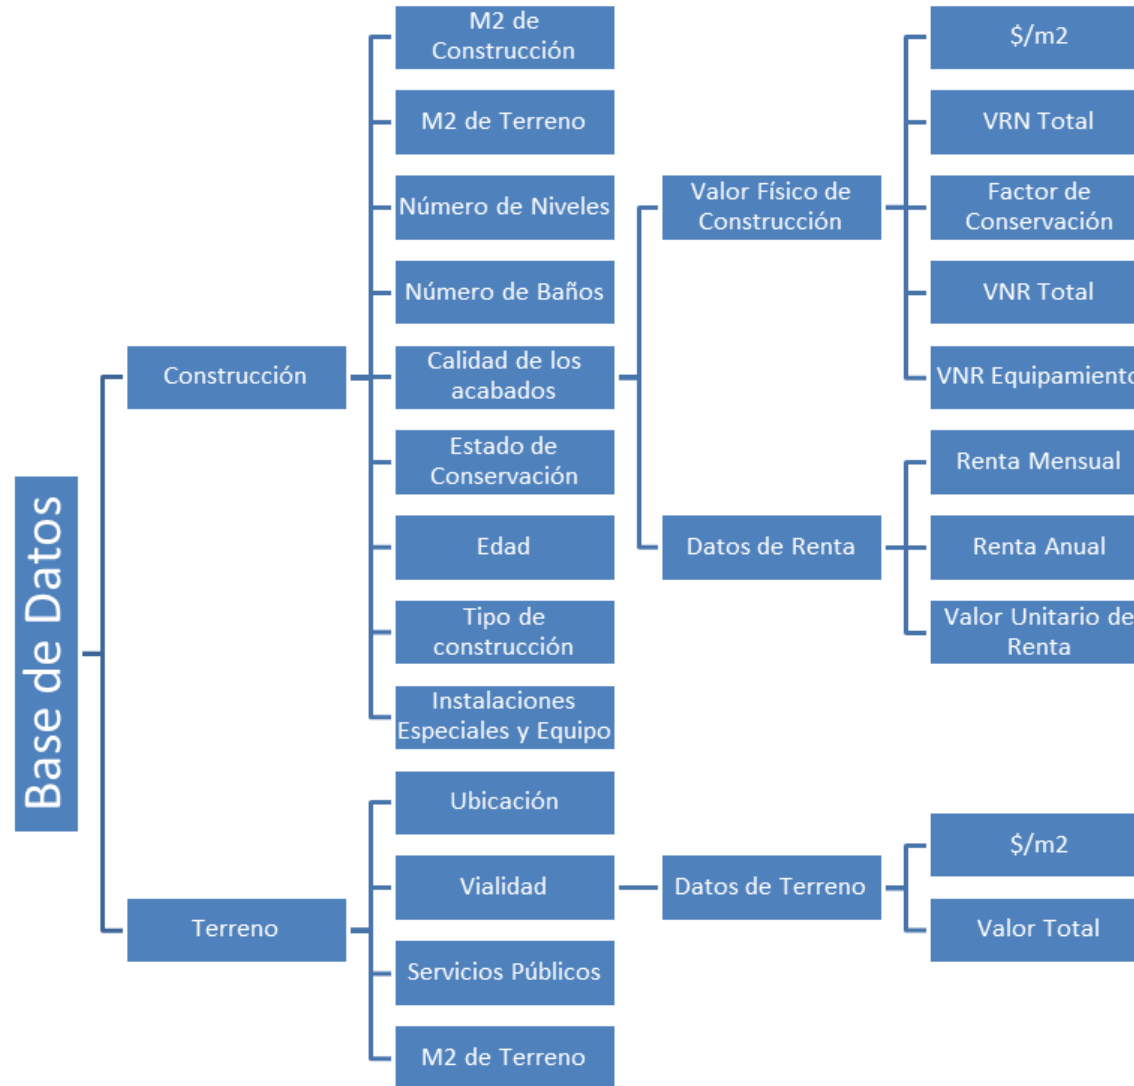 Base de Datos
Construcción
M2 de
Construcción
M2 de Terreno
Número de Niveles
Número de Baños
Calidad de los
acabados
Valor Físico de
Construcción
$/m2
VRN Total
Factor de
Conservación
VNR Total
VNR Equipamiento
Datos de Renta
Renta Mensual
Renta Anual
Valor Unitario de
Renta
Estado de
Conservación
Edad
Tipo de
construcción
Instalaciones
Especiales y Equipo
Terreno
Ubicación
Vialidad
Datos de Terreno
$/m2
Valor Total
Servicios Públicos
M2 de Terreno